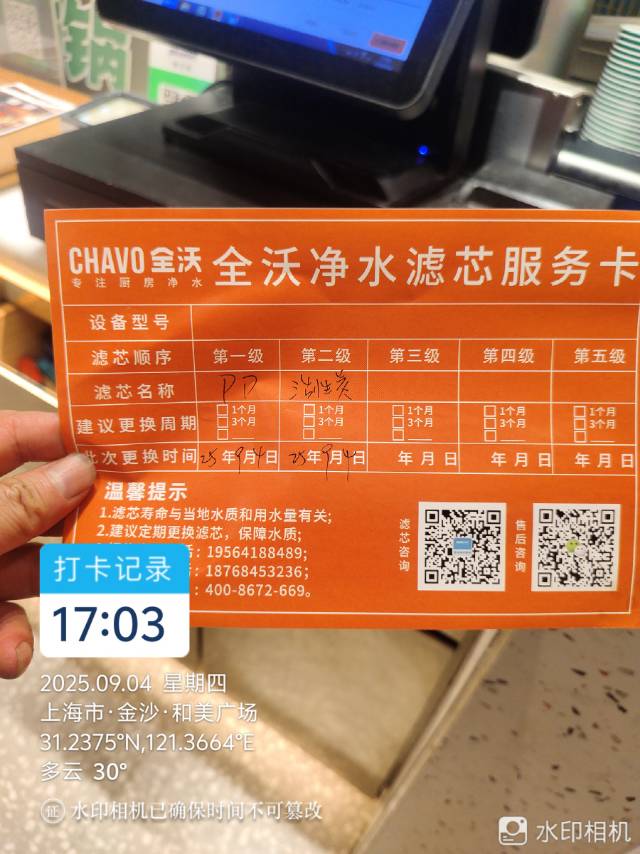 锅
CHAVO 全沃
专注厨房净水
全沃净水滤芯服务卡
设备型号
滤芯顺序 第一级 第二级 第三级 第四级 第五级
滤芯名称 PP 活性炭
建议更换周期 1个月 1个月 1个月 1个月 1个月
3个月 3个月 3个月 3个月 3个月
此次更换时间 25年9月4日 25年9月4日 年月日 年月日 年月日
温馨提示
1.滤芯寿命与当地水质和用水量有关;
2.建议定期更换滤芯，保障水质;
:19564188489;
:18768453236;
:400-8672-669。
滤芯咨询
售后咨询
打卡记录
17:03
2025.09.04 星期四
上海市·金沙·和美广场
31.2375°N,121.3664°E
多云 30°
证 水印相机已确保时间不可篡改
水印相机